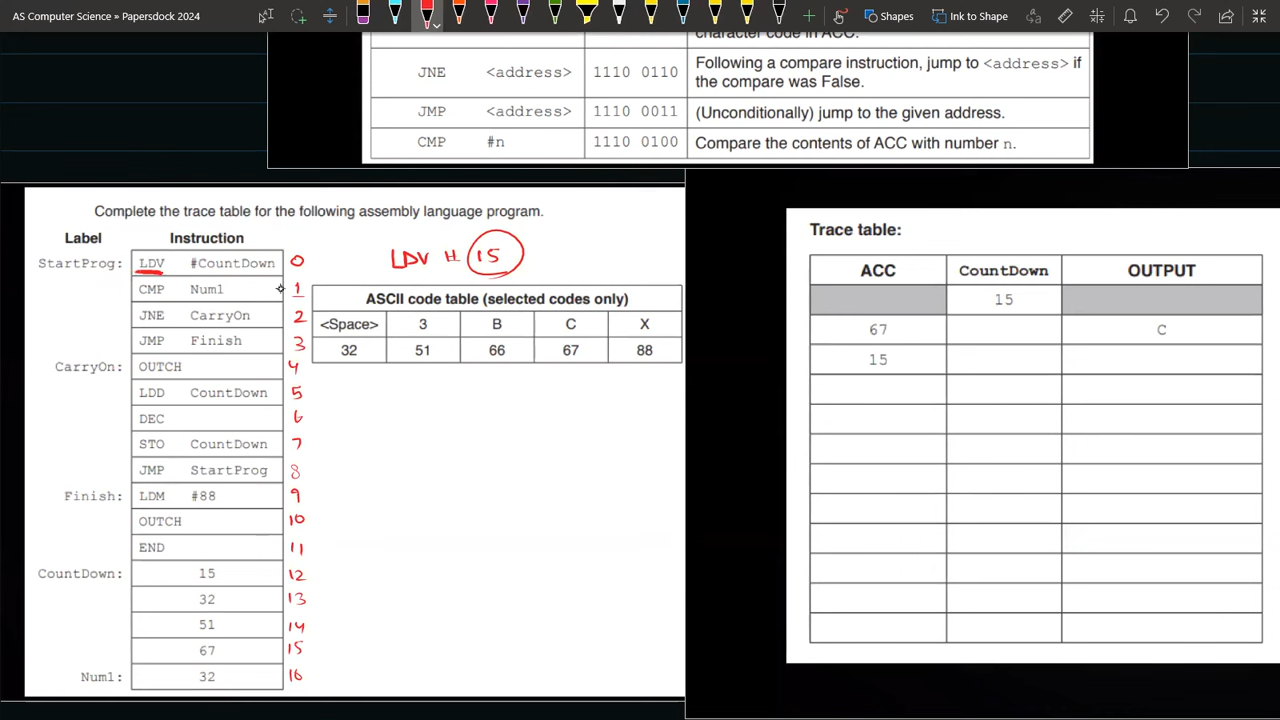 AS Computer Science » Papersdock 2024
Shapes
Ink to Shape
character code in ACC.
JNE <address> 1110 0110 Following a compare instruction, jump to <address> if
the compare was False.
JMP <address> 1110 0011 (Unconditionally) jump to the given address.
CMP #n 1110 0100 Compare the contents of ACC with number n.
Complete the trace table for the following assembly language program.
Label Instruction
StartProg: LDV #CountDown 0
CMP Num1 1
JNE CarryOn 2
JMP Finish 3
CarryOn: OUTCH 4
LDD CountDown 5
DEC 6
STO CountDown 7
JMP StartProg 8
Finish: LDM #88 9
OUTCH 10
END 11
CountDown: 15 12
32 13
51 14
67 15
Num1: 32 16
LDV # 15
ASCII code table (selected codes only)
<Space> 3 B C X
32 51 66 67 88
Trace table:
ACC CountDown OUTPUT
15
67 C
15